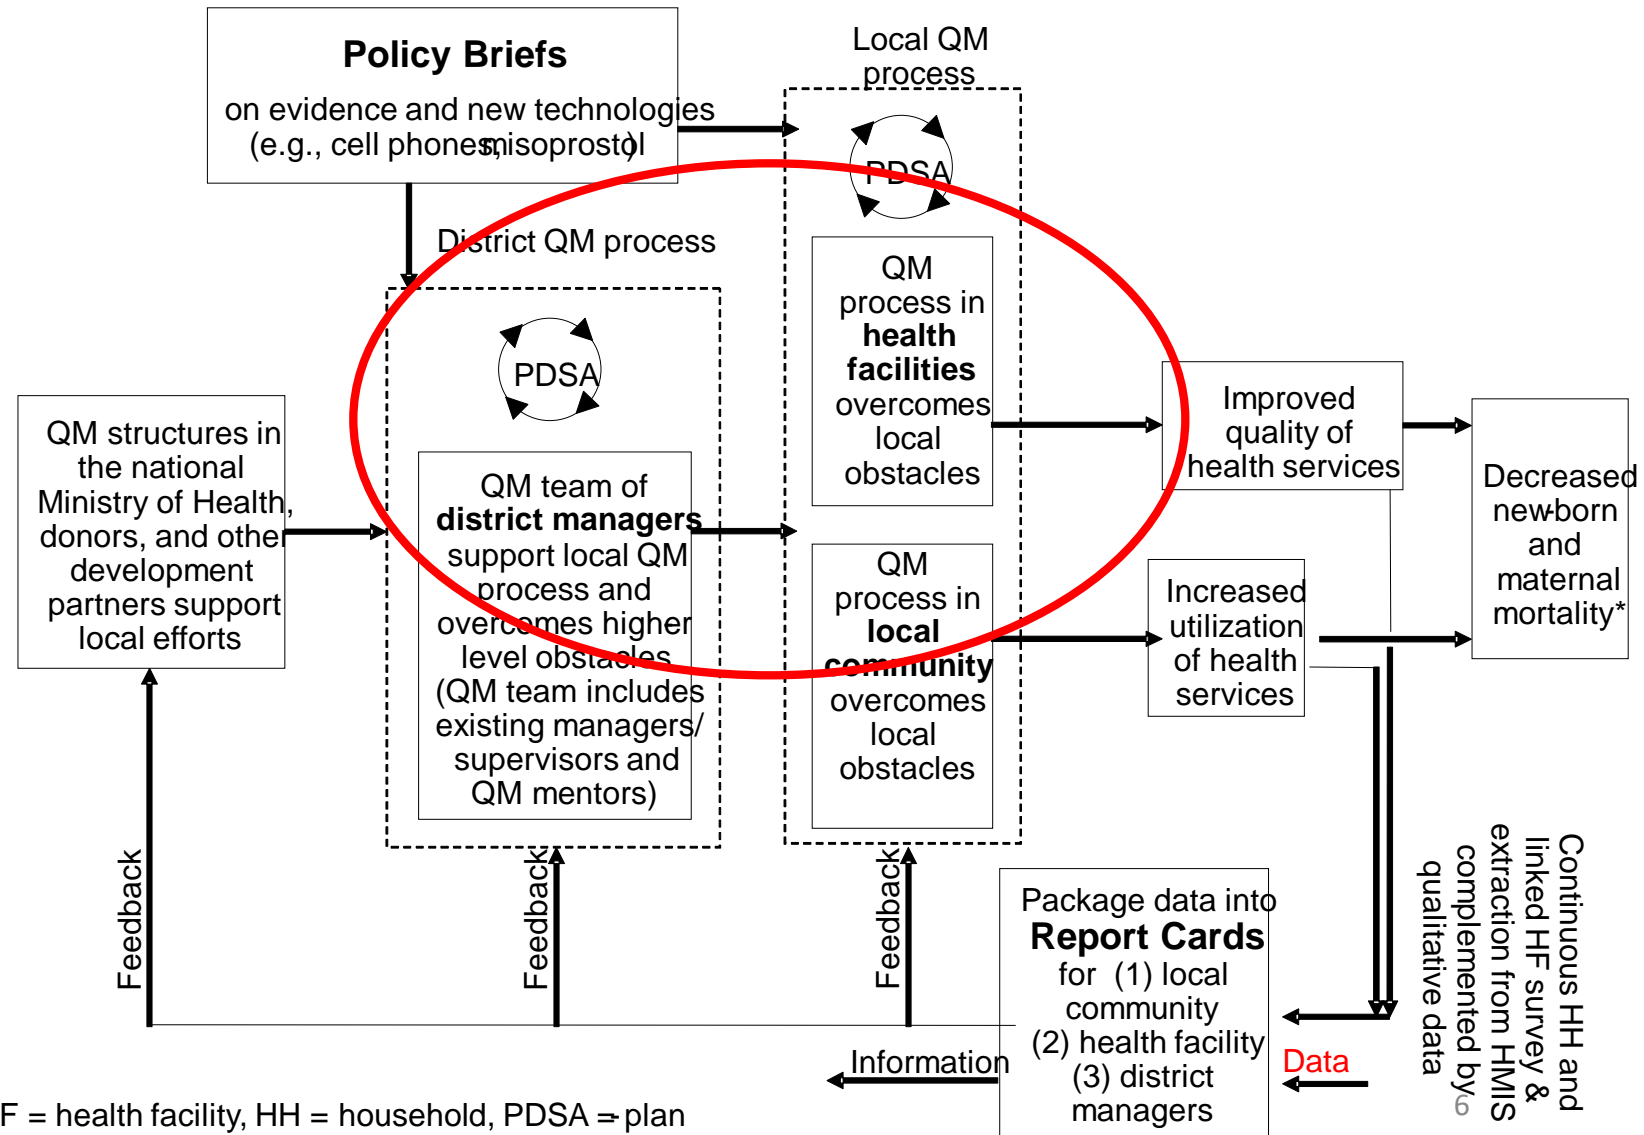 Policy Briefs
on evidence and new technologies
(e.g., cell phones, misoprostol)
Local QM
process
PDSA
District QM process
PDSA
QM
process in
health
facilities
overcomes
local
obstacles
QM structures in
the national
Ministry of Health,
donors, and other
development
partners support
local efforts
QM team of
district managers
support local QM
process and
overcomes higher
level obstacles
(QM team includes
existing managers/
supervisors and
QM mentors)
QM
process in
local
community
overcomes
local
obstacles
Improved
quality of
health services
Increased
utilization
of health
services
Decreased
new-born
and
maternal
mortality*
Feedback
Feedback
Feedback
Package data into
Report Cards
for (1) local
community
(2) health facility
(3) district
managers
Information
Data
Continuous HH and
linked HF survey &
extraction from HMIS
complemented by
qualitative data
6
F = health facility, HH = household, PDSA = plan